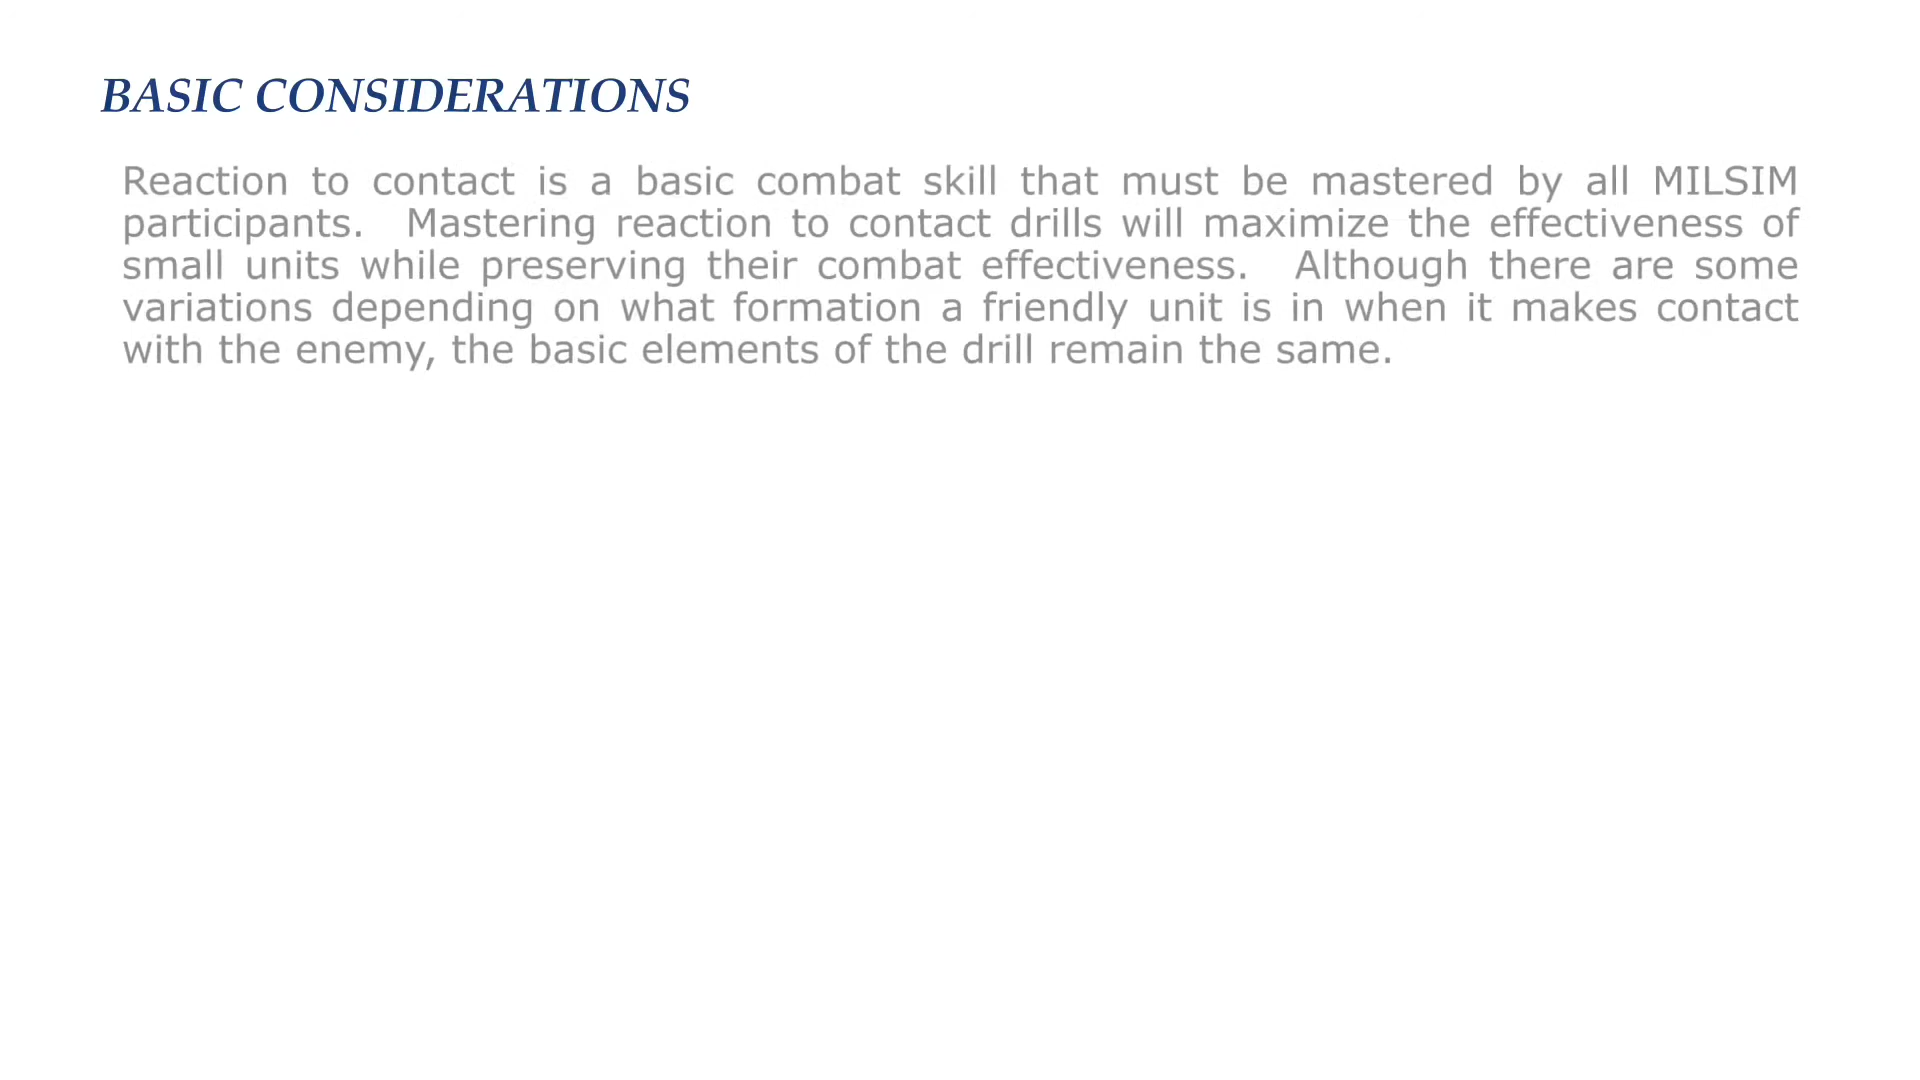 BASIC CONSIDERATIONS
Reaction to contact is a basic combat skill that must be mastered by all MILSIM
participants.  Mastering reaction to contact drills will maximize the effectiveness of
small units while preserving their combat effectiveness.  Although there are some
variations depending on what formation a friendly unit is in when it makes contact
with the enemy, the basic elements of the drill remain the same.